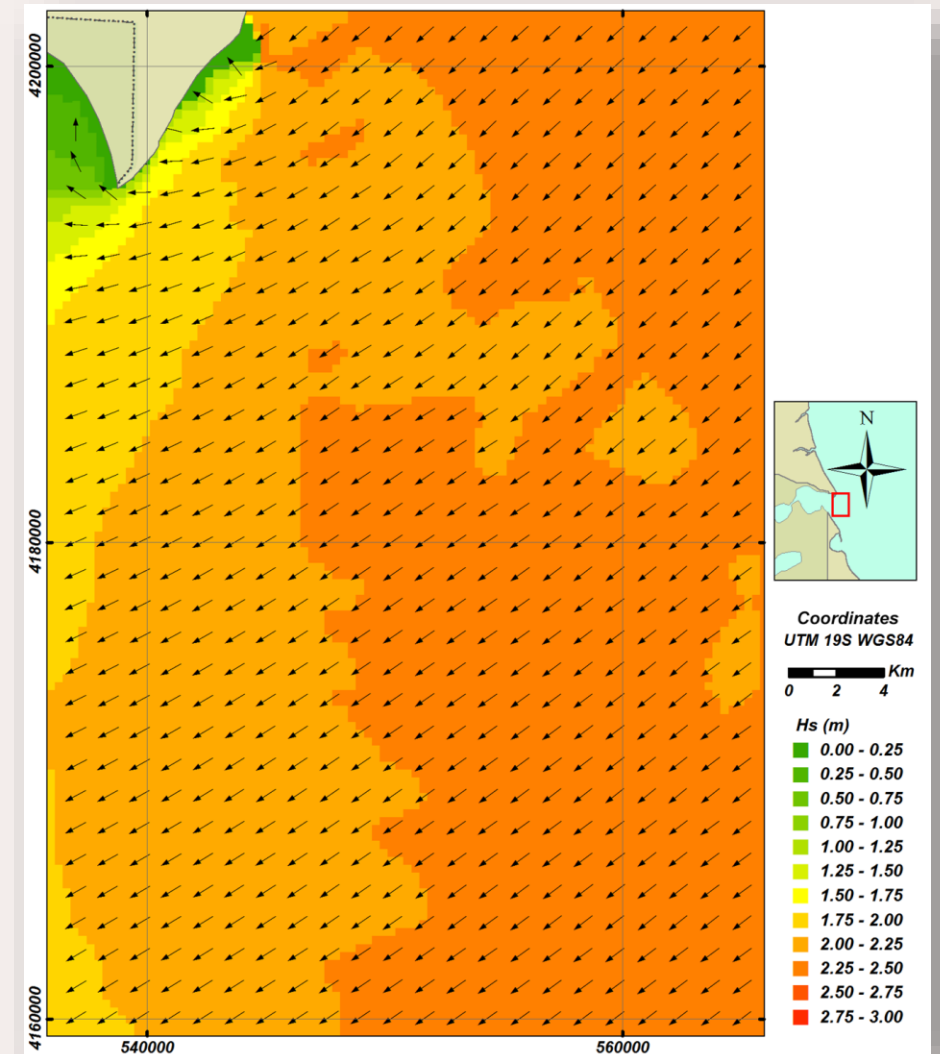 4200000
4180000
4160000
540000
560000
N
Coordinates
UTM 19S WGS84
Km
0 2 4
Hs (m)
0.00 - 0.25
0.25 - 0.50
0.50 - 0.75
0.75 - 1.00
1.00 - 1.25
1.25 - 1.50
1.50 - 1.75
1.75 - 2.00
2.00 - 2.25
2.25 - 2.50
2.50 - 2.75
2.75 - 3.00